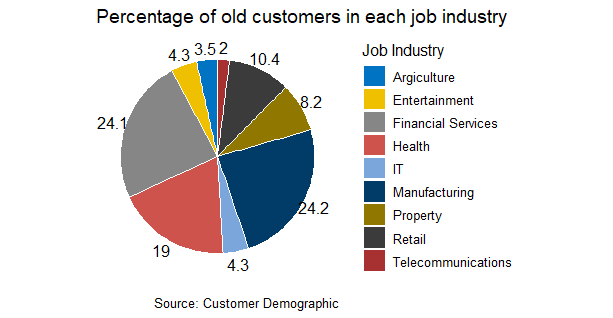 Percentage of old customers in each job industry
4.3 3.5 2
10.4
8.2
24.1
24.2
19
4.3
Job Industry
Argiculture
Entertainment
Financial Services
Health
IT
Manufacturing
Property
Retail
Telecommunications
Source: Customer Demographic